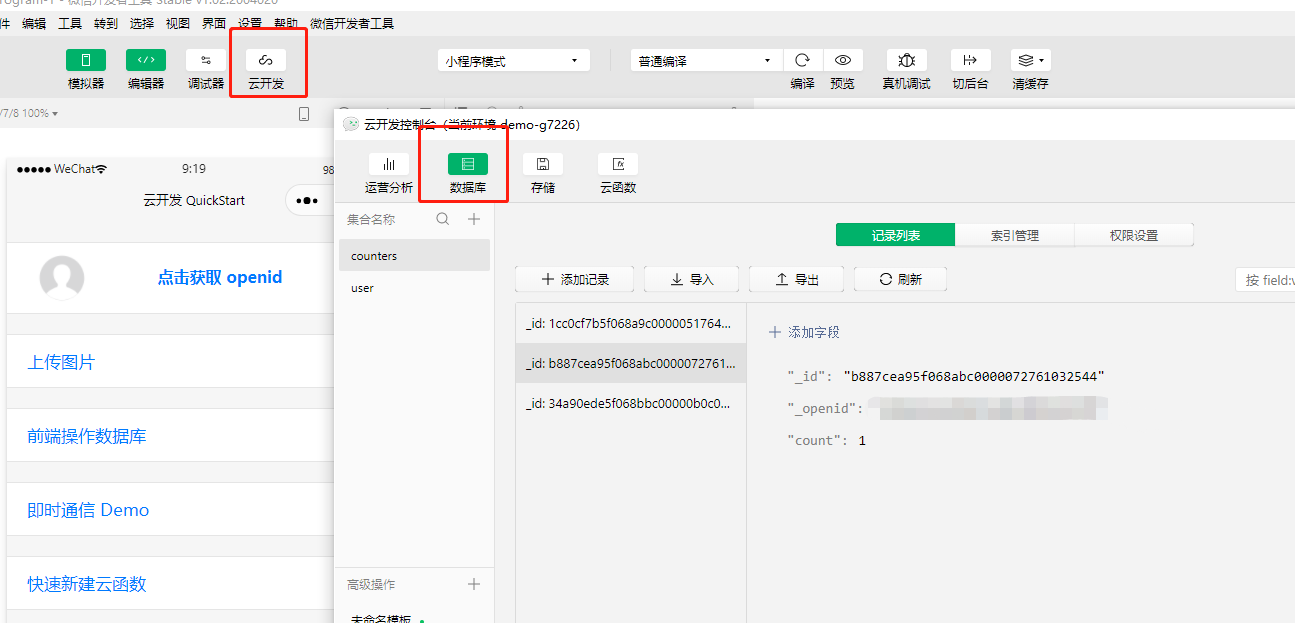 rogram-1 - 微信开发者工具 Stable v1.02.2004020
件 编辑 工具 转到 选择 视图 界面 设置 帮助 微信开发者工具
小程序模式 普通编译
模拟器 编辑器 调试器 云开发 编译 预览 真机调试 切后台 清缓存
/7/8 100%
云开发控制台（当前环境 demo-g7226）
WeChat 9:19 98
云开发 QuickStart
运营分析 数据库 存储 云函数
集合名称
counters
user
记录列表 索引管理 权限设置
点击获取 openid
添加记录 导入 导出 刷新 按 field:v
_id: 1cc0cf7b5f068a9c0000051764...
_id: b887cea95f068abc0000072761...
_id: 34a90ede5f068bbc00000b0c0...
添加字段
"_id": "b887cea95f068abc0000072761032544"
"_openid":
"count": 1
上传图片
前端操作数据库
即时通信 Demo
快速新建云函数
高级操作
未命名模板